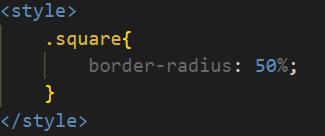 <style>
.square{
border-radius: 50%;
}
</style>